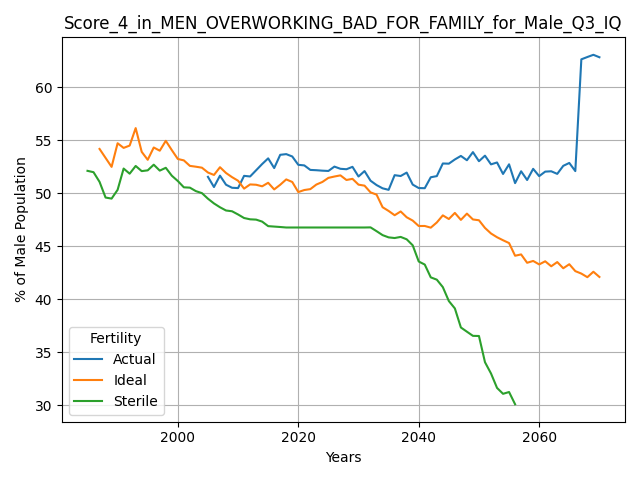 Score_4_in_MEN_OVERWORKING_BAD_FOR_FAMILY_for_Male_Q3_IQ
% of Male Population
60
55
50
45
40
35
30
Fertility
Actual
Ideal
Sterile
2000 2020 2040 2060
Years